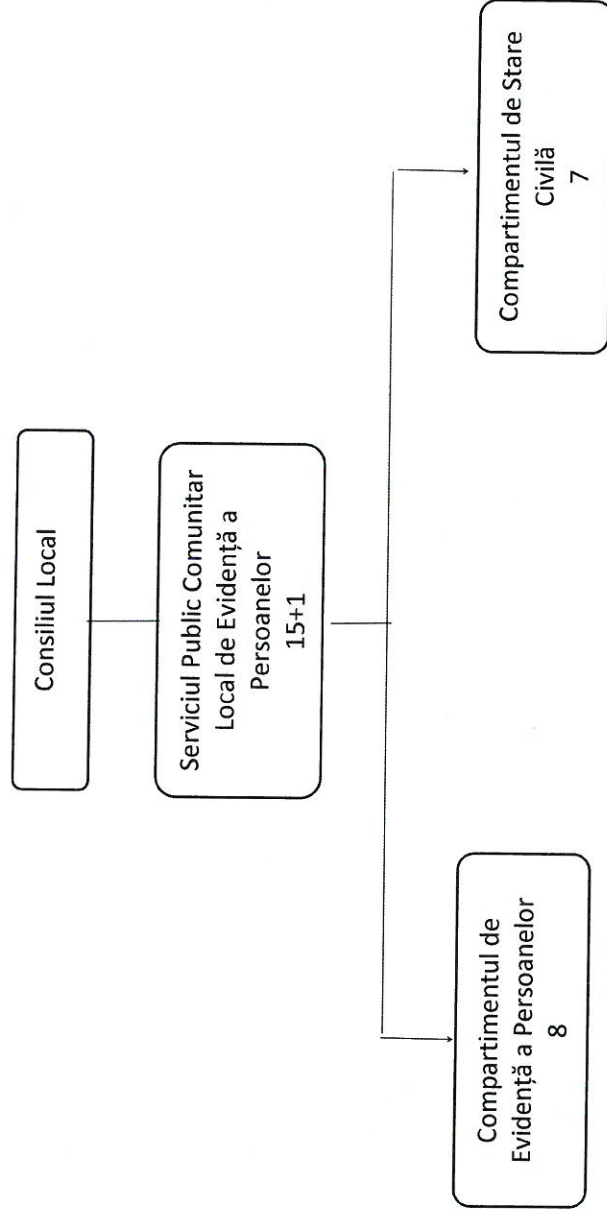 Consiliul Local
Serviciul Public Comunitar
Local de Evidență a
Persoanelor
15+1
Compartimentul de
Evidență a Persoanelor
8
Compartimentul de Stare
Civilă
7